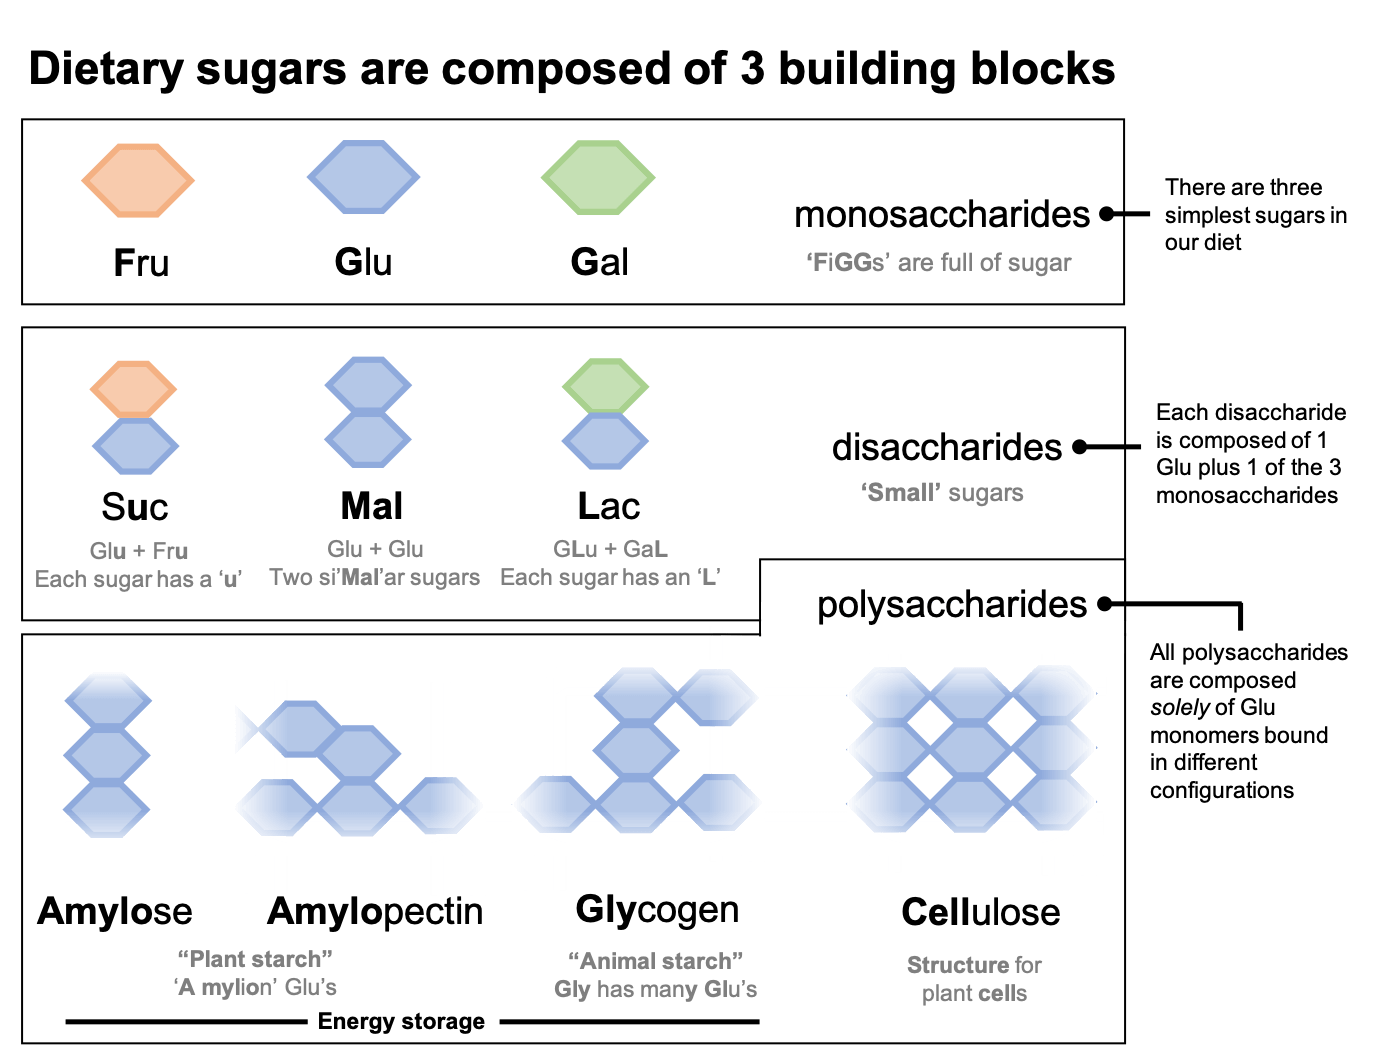 Dietary sugars are composed of 3 building blocks
Fru
Glu
Gal
monosaccharides
‘FiGGs’ are full of sugar
There are three
simplest sugars in
our diet
Suc
Glu + Fru
Each sugar has a ‘u’
Mal
Glu + Glu
Two si’Mal’ar sugars
Lac
GLu + GaL
Each sugar has an ‘L’
disaccharides
‘Small’ sugars
Each disaccharide
is composed of 1
Glu plus 1 of the 3
monosaccharides
polysaccharides
All polysaccharides
are composed
solely of Glu
monomers bound
in different
configurations
Amylose
Amylopectin
“Plant starch”
‘A mylion’ Glu’s
Glycogen
“Animal starch”
Gly has many Glu’s
Energy storage
Cellulose
Structure for
plant cells